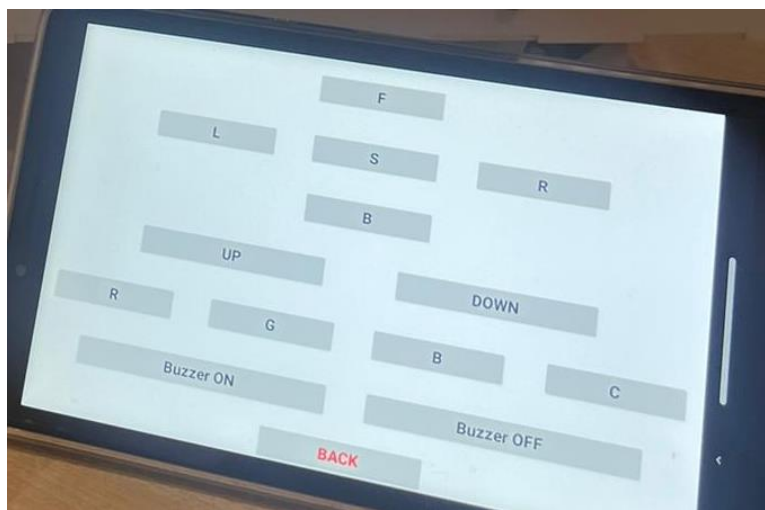 F
L S R
B
UP DOWN
R G B C
Buzzer ON Buzzer OFF
BACK